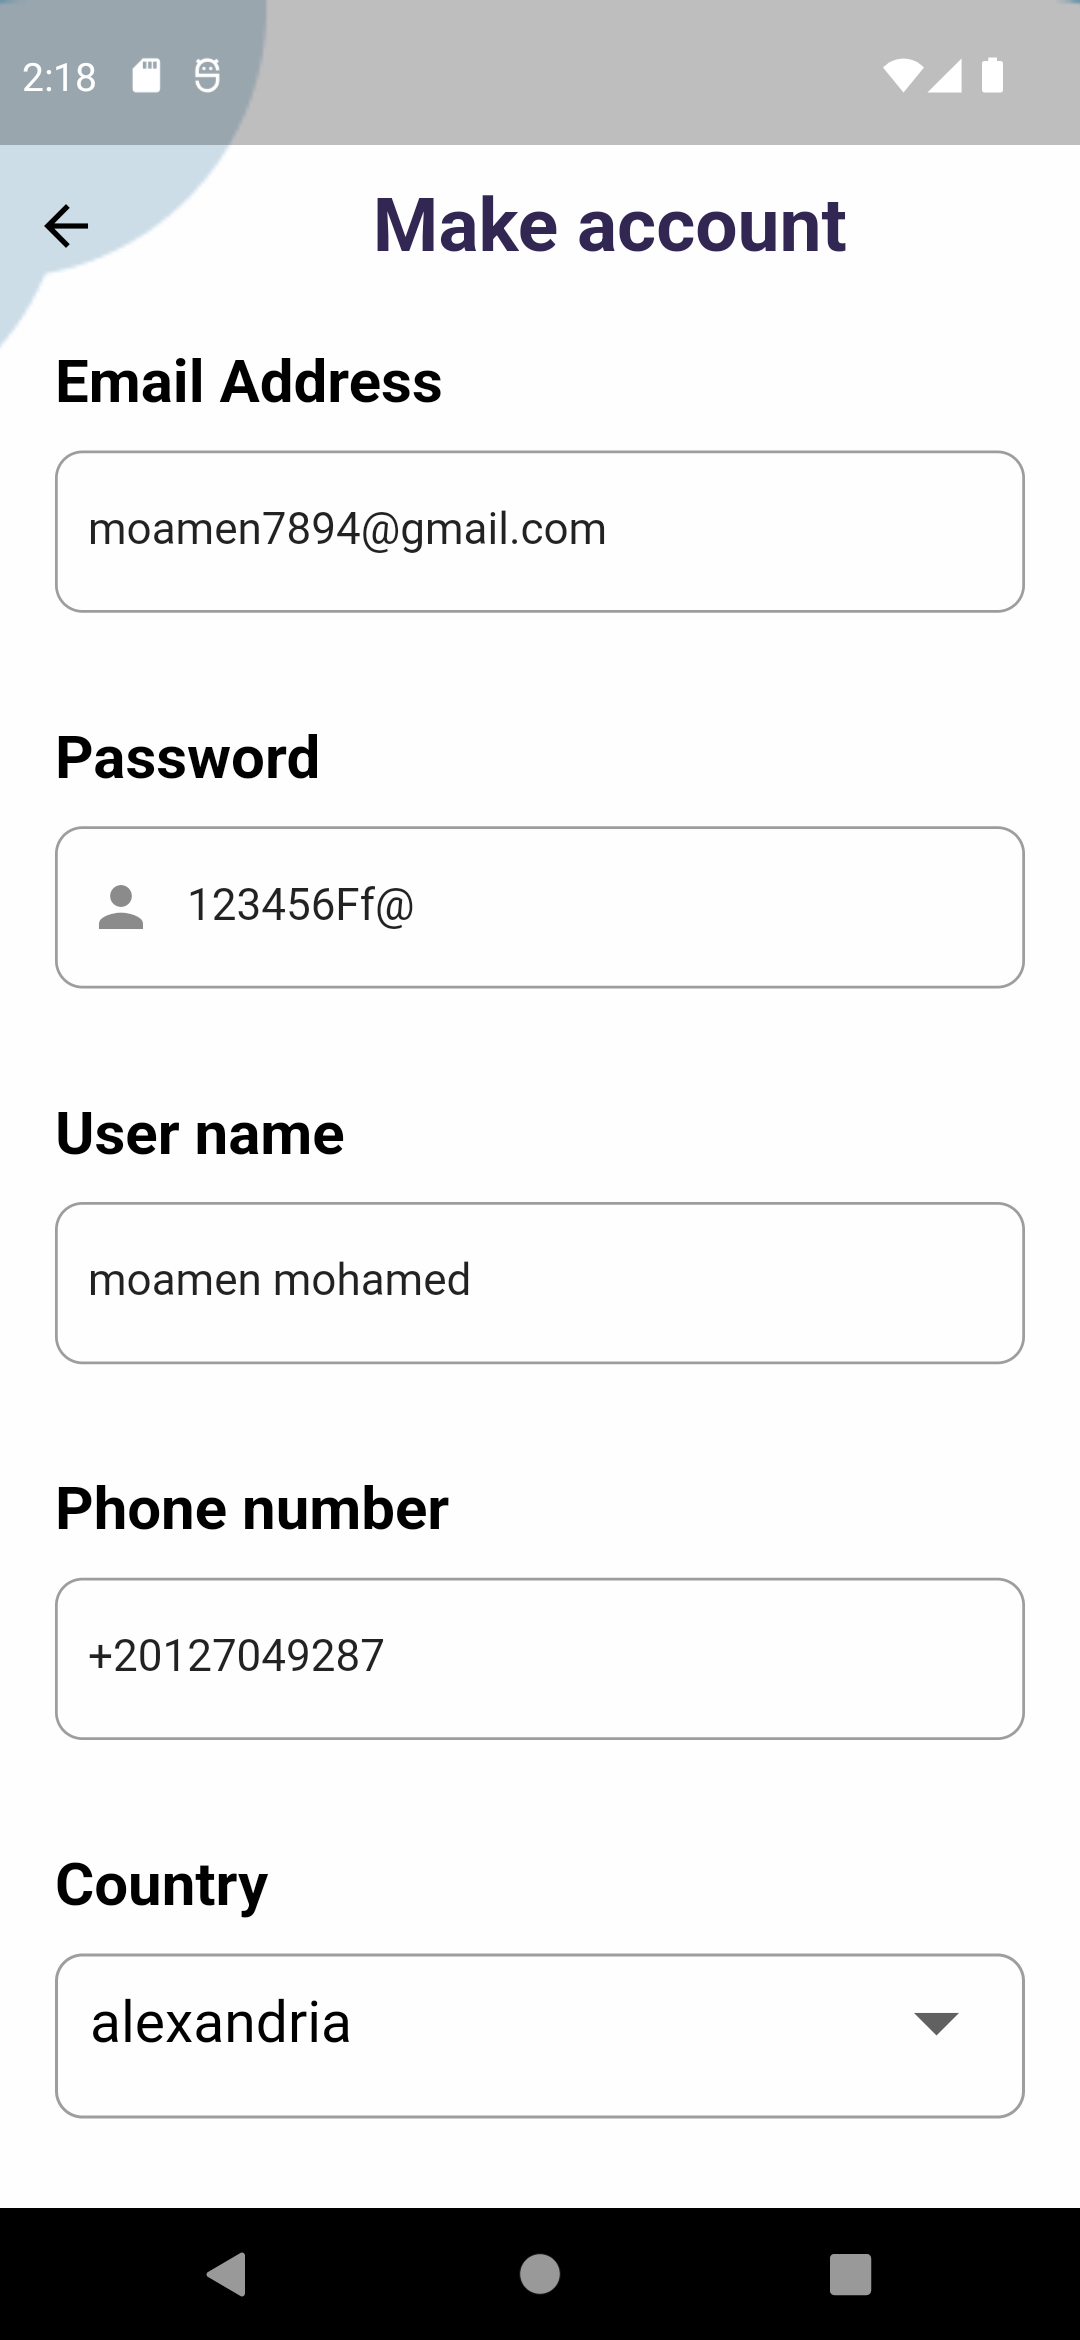 2:18
Make account
Email Address
moamen7894@gmail.com
Password
123456Ff@
User name
moamen mohamed
Phone number
+20127049287
Country
alexandria